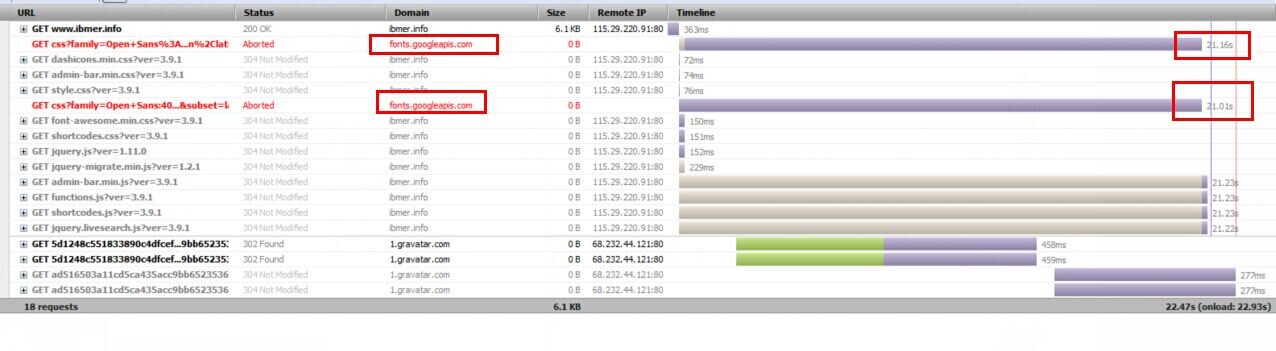 URL Status Domain Size Remote IP Timeline
GET www.ibmer.info 200 OK ibmer.info 6.1 KB 115.29.220.91:80 363ms
GET css?family=Open+Sans%3A...n%2Clat Aborted fonts.googleapis.com 0 B 21.16s
GET dashicons.min.css?ver=3.9.1 304 Not Modified ibmer.info 0 B 115.29.220.91:80 72ms
GET admin-bar.min.css?ver=3.9.1 304 Not Modified ibmer.info 0 B 115.29.220.91:80 74ms
GET style.css?ver=3.9.1 304 Not Modified ibmer.info 0 B 115.29.220.91:80 76ms
GET css?family=Open+Sans:40...&subset=la Aborted fonts.googleapis.com 0 B 21.01s
GET font-awesome.min.css?ver=3.9.1 304 Not Modified ibmer.info 0 B 115.29.220.91:80 150ms
GET shortcodes.css?ver=3.9.1 304 Not Modified ibmer.info 0 B 115.29.220.91:80 151ms
GET jquery.js?ver=1.11.0 304 Not Modified ibmer.info 0 B 115.29.220.91:80 152ms
GET jquery-migrate.min.js?ver=1.2.1 304 Not Modified ibmer.info 0 B 115.29.220.91:80 229ms
GET admin-bar.min.js?ver=3.9.1 304 Not Modified ibmer.info 0 B 115.29.220.91:80 21.23s
GET functions.js?ver=3.9.1 304 Not Modified ibmer.info 0 B 115.29.220.91:80 21.23s
GET shortcodes.js?ver=3.9.1 304 Not Modified ibmer.info 0 B 115.29.220.91:80 21.23s
GET jquery.livesearch.js?ver=3.9.1 304 Not Modified ibmer.info 0 B 115.29.220.91:80 21.22s
GET 5d1248c551833890c4dfcef...9bb652353 302 Found 1.gravatar.com 0 B 68.232.44.121:80 458ms
GET 5d1248c551833890c4dfcef...9bb652353 302 Found 1.gravatar.com 0 B 68.232.44.121:80 459ms
GET ad516503a11cd5ca435acc9bb6523536 304 Not Modified 1.gravatar.com 0 B 68.232.44.121:80 277ms
GET ad516503a11cd5ca435acc9bb6523536 304 Not Modified 1.gravatar.com 0 B 68.232.44.121:80 277ms
18 requests 6.1 KB 22.47s (onload: 22.93s)